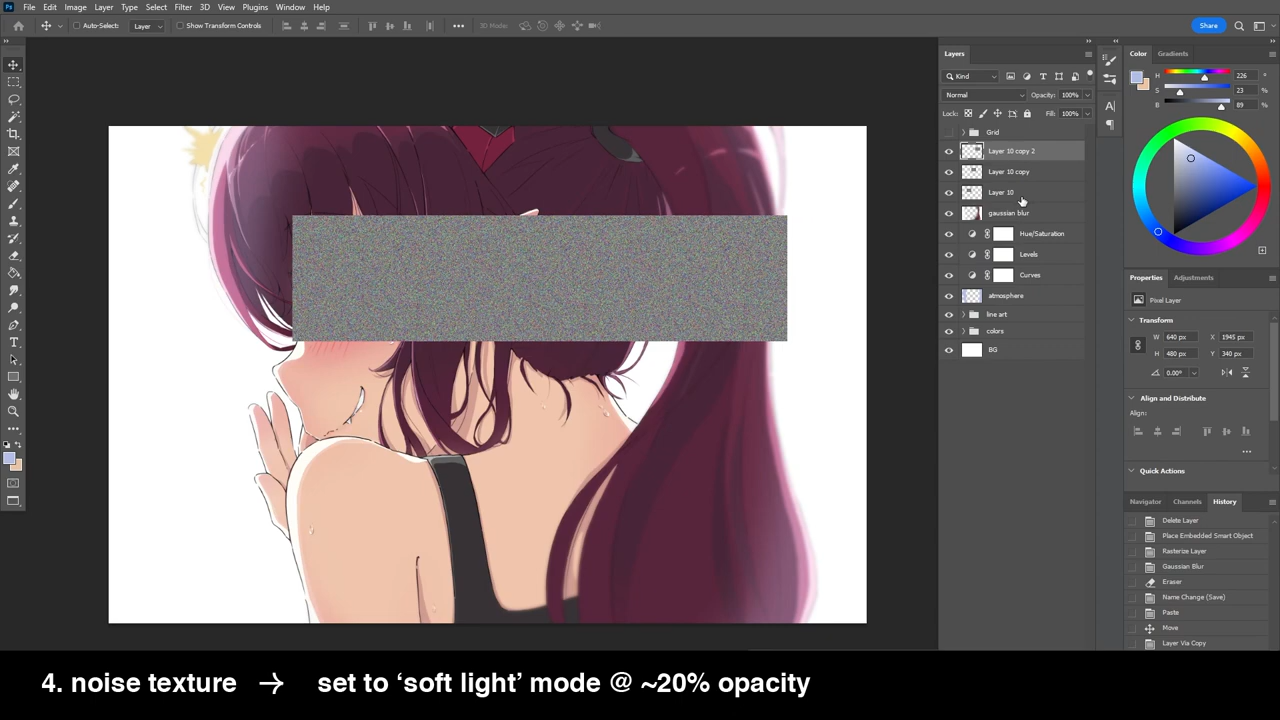 File Edit Image Layer Type Select Filter 3D View Plugins Window Help
Auto-Select: Layer Show Transform Controls 3D Mode: Share
Layers
Kind
Normal Opacity: 100%
Lock: Fill: 100%
Grid
Layer 10 copy 2
Layer 10 copy
Layer 10
gaussian blur
Hue/Saturation
Levels
Curves
atmosphere
line art
colors
BG
Color Gradients
H 226 °
S 23 %
B 89 %
Properties Adjustments
Pixel Layer
Transform
W 640 px X 1945 px
H 480 px Y 340 px
0.00°
Align and Distribute
Align:
Quick Actions
Navigator Channels History
Delete Layer
Place Embedded Smart Object
Rasterize Layer
Gaussian Blur
Eraser
Name Change (Save)
Paste
Move
Layer Via Copy
4. noise texture → set to ‘soft light’ mode @ ~20% opacity